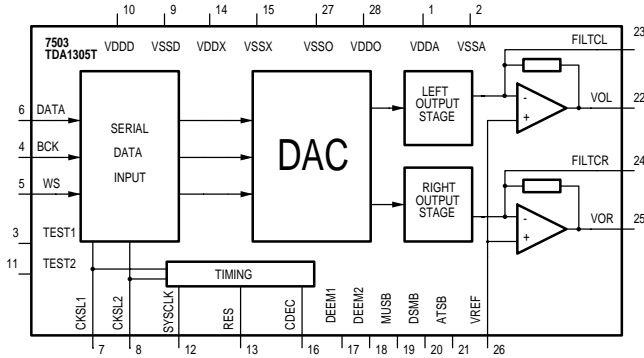 10 9 14 15 27 28 1 2
7503
TDA1305T
VDDD VSSD VDDX VSSX VSSO VDDO VDDA VSSA
FILTCL 23
6 DATA
4 BCK
5 WS
3 TEST1
11 TEST2
SERIAL
DATA
INPUT
DAC
LEFT
OUTPUT
STAGE
-
+
VOL 22
FILTCR 24
RIGHT
OUTPUT
STAGE
-
+
VOR 25
TIMING
CKSL1 CKSL2 SYSCLK RES CDEC DEEM1 DEEM2 MUSB DSMB ATSB VREF
7 8 12 13 16 17 18 19 20 21 26